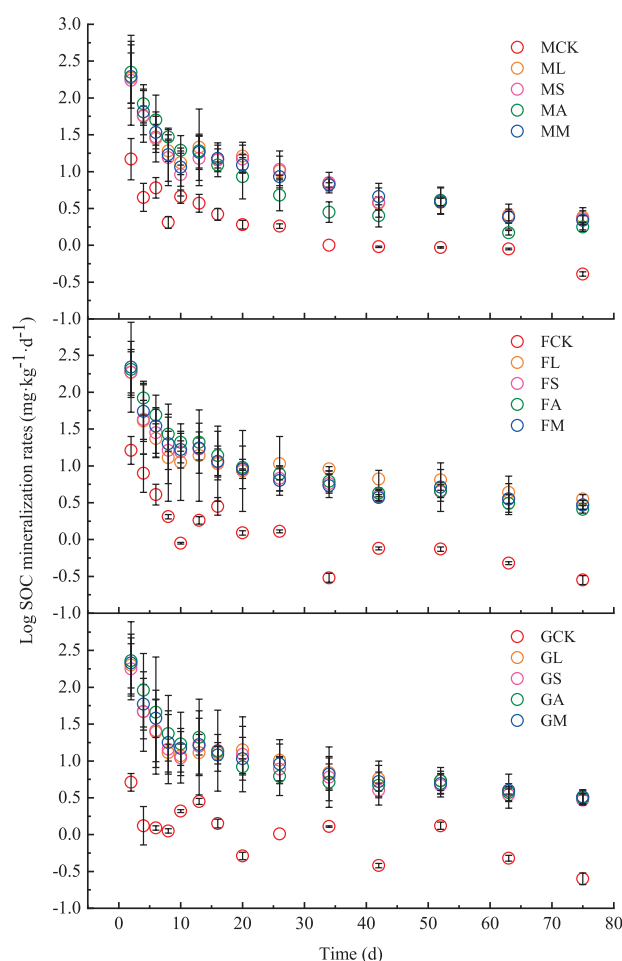 3.0
2.5
2.0
1.5
1.0
0.5
0.0
-0.5
-1.0
MCK
ML
MS
MA
MM
2.5
2.0
1.5
1.0
0.5
0.0
-0.5
-1.0
FCK
FL
FS
FA
FM
2.5
2.0
1.5
1.0
0.5
0.0
-0.5
-1.0
GCK
GL
GS
GA
GM
Log SOC mineralization rates (mg·kg⁻¹·d⁻¹)
0 10 20 30 40 50 60 70 80
Time (d)